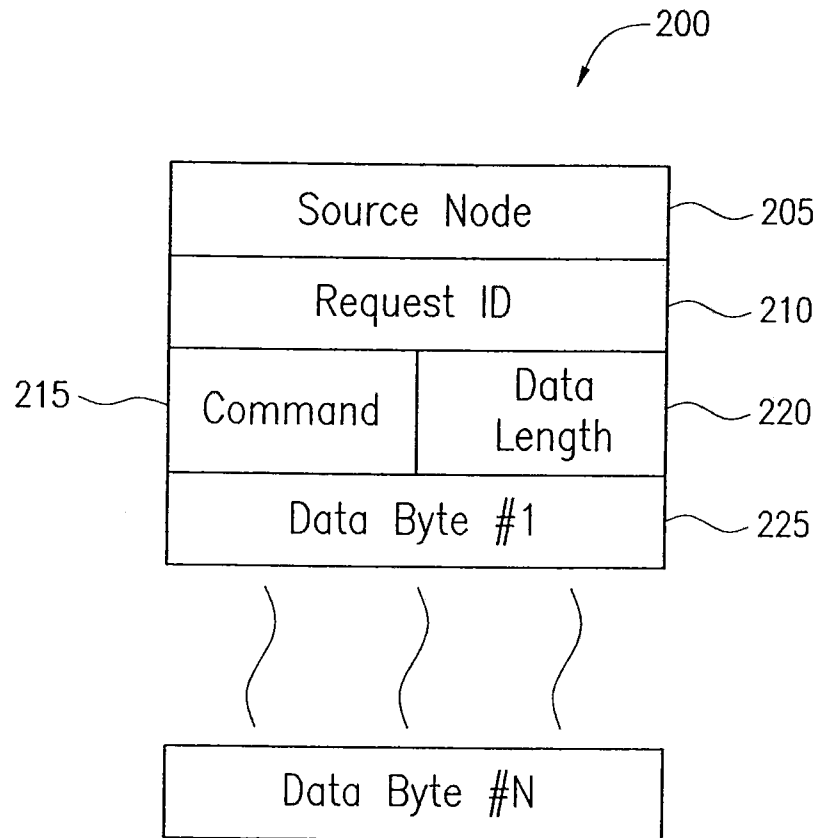 200
Source Node
205
Request ID
210
215
Command
Data
Length
220
Data Byte #1
225
Data Byte #N